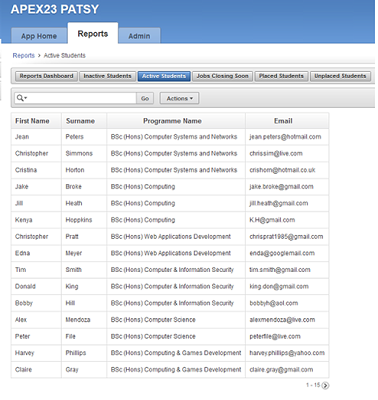 APEX23 PATSY
App Home Reports Admin
Reports > Active Students
Reports Dashboard Inactive Students Active Students Jobs Closing Soon Placed Students Unplaced Students
Go Actions
First Name Surname Programme Name Email
Jean Peters BSc (Hons) Computer Systems and Networks jean.peters@hotmail.com
Christopher Simmons BSc (Hons) Computer Systems and Networks chrissim@live.com
Cristina Horton BSc (Hons) Computer Systems and Networks crishorn@hotmail.co.uk
Jake Broke BSc (Hons) Computing jake.broke@gmail.com
Jill Heath BSc (Hons) Computing jill.heath@gmail.com
Kenya Hoppkins BSc (Hons) Computing K.H@gmail.com
Christopher Pratt BSc (Hons) Web Applications Development chrispratt1985@gmail.com
Edna Meyer BSc (Hons) Web Applications Development enda@googlemail.com
Tim Smith BSc (Hons) Computer & Information Security tim.smith@gmail.com
Donald King BSc (Hons) Computer & Information Security king.don@gmail.com
Bobby Hill BSc (Hons) Computer & Information Security bobbyh@aol.com
Alex Mendoza BSc (Hons) Computer Science alexmendoza@live.com
Peter File BSc (Hons) Computer Science peterfile@live.com
Harvey Phillips BSc (Hons) Computing & Games Development harvey.phillips@yahoo.com
Claire Gray BSc (Hons) Computing & Games Development claire.gray@gmail.com
1 - 15